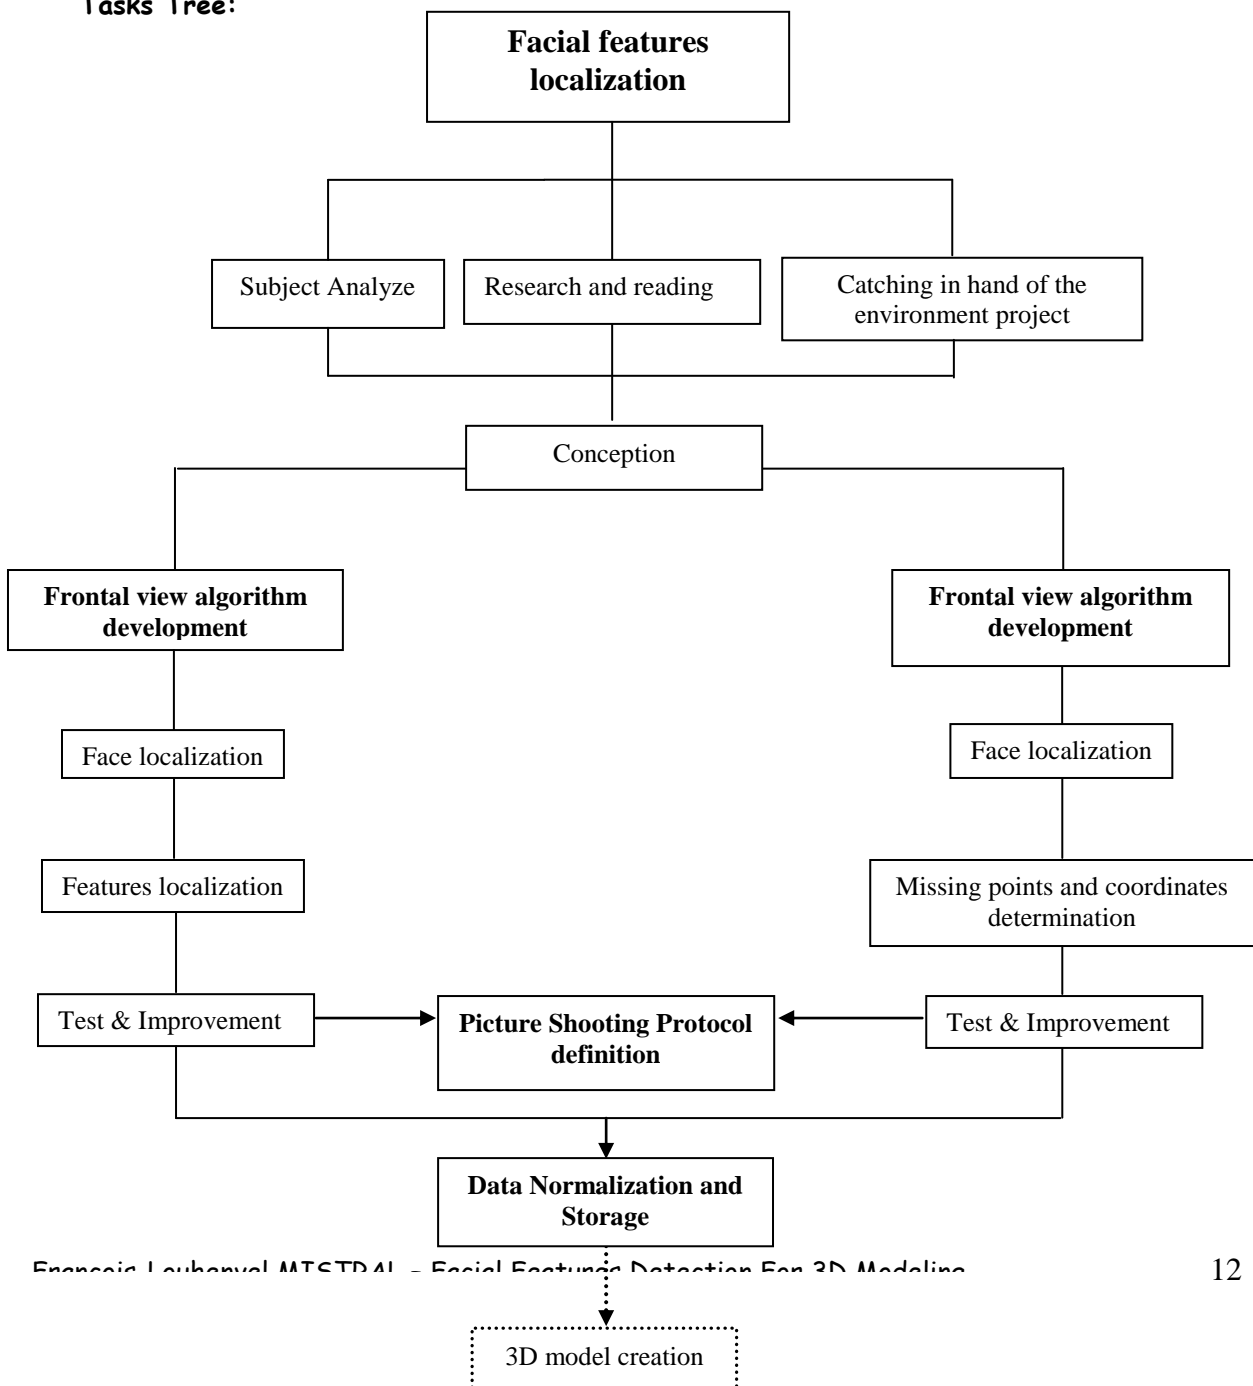 Tasks Tree:
Facial features
localization
Subject Analyze
Research and reading
Catching in hand of the
environment project
Conception
Frontal view algorithm
development
Frontal view algorithm
development
Face localization
Face localization
Features localization
Missing points and coordinates
determination
Test & Improvement
Picture Shooting Protocol
definition
Test & Improvement
Data Normalization and
Storage
MISTRAL - Facial Features Detection For 3D Modeling
12
3D model creation